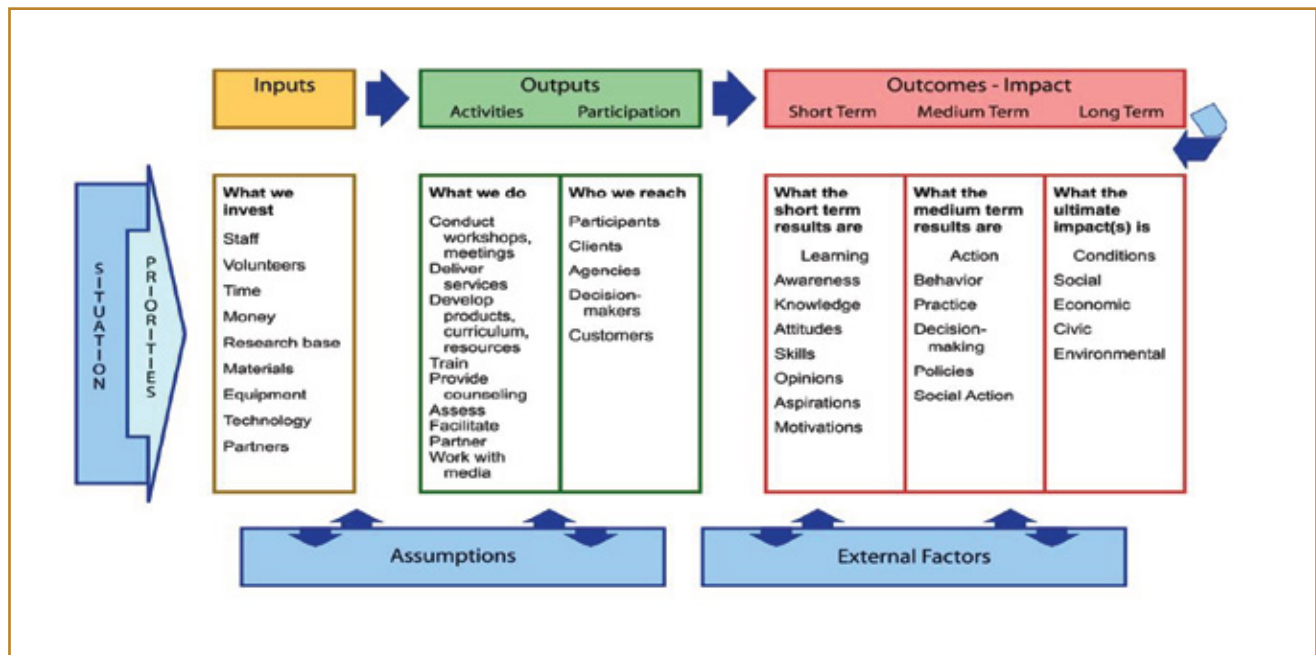 Inputs
Outputs
Activities Participation
Outcomes - Impact
Short Term Medium Term Long Term
SITUATION
PRIORITIES
What we
invest
Staff
Volunteers
Time
Money
Research base
Materials
Equipment
Technology
Partners
What we do
Conduct
workshops,
meetings
Deliver
services
Develop
products,
curriculum,
resources
Train
Provide
counseling
Assess
Facilitate
Partner
Work with
media
Who we reach
Participants
Clients
Agencies
Decision-
makers
Customers
What the
short term
results are
Learning
Awareness
Knowledge
Attitudes
Skills
Opinions
Aspirations
Motivations
What the
medium term
results are
Action
Behavior
Practice
Decision-
making
Policies
Social Action
What the
ultimate
impact(s) is
Conditions
Social
Economic
Civic
Environmental
Assumptions
External Factors